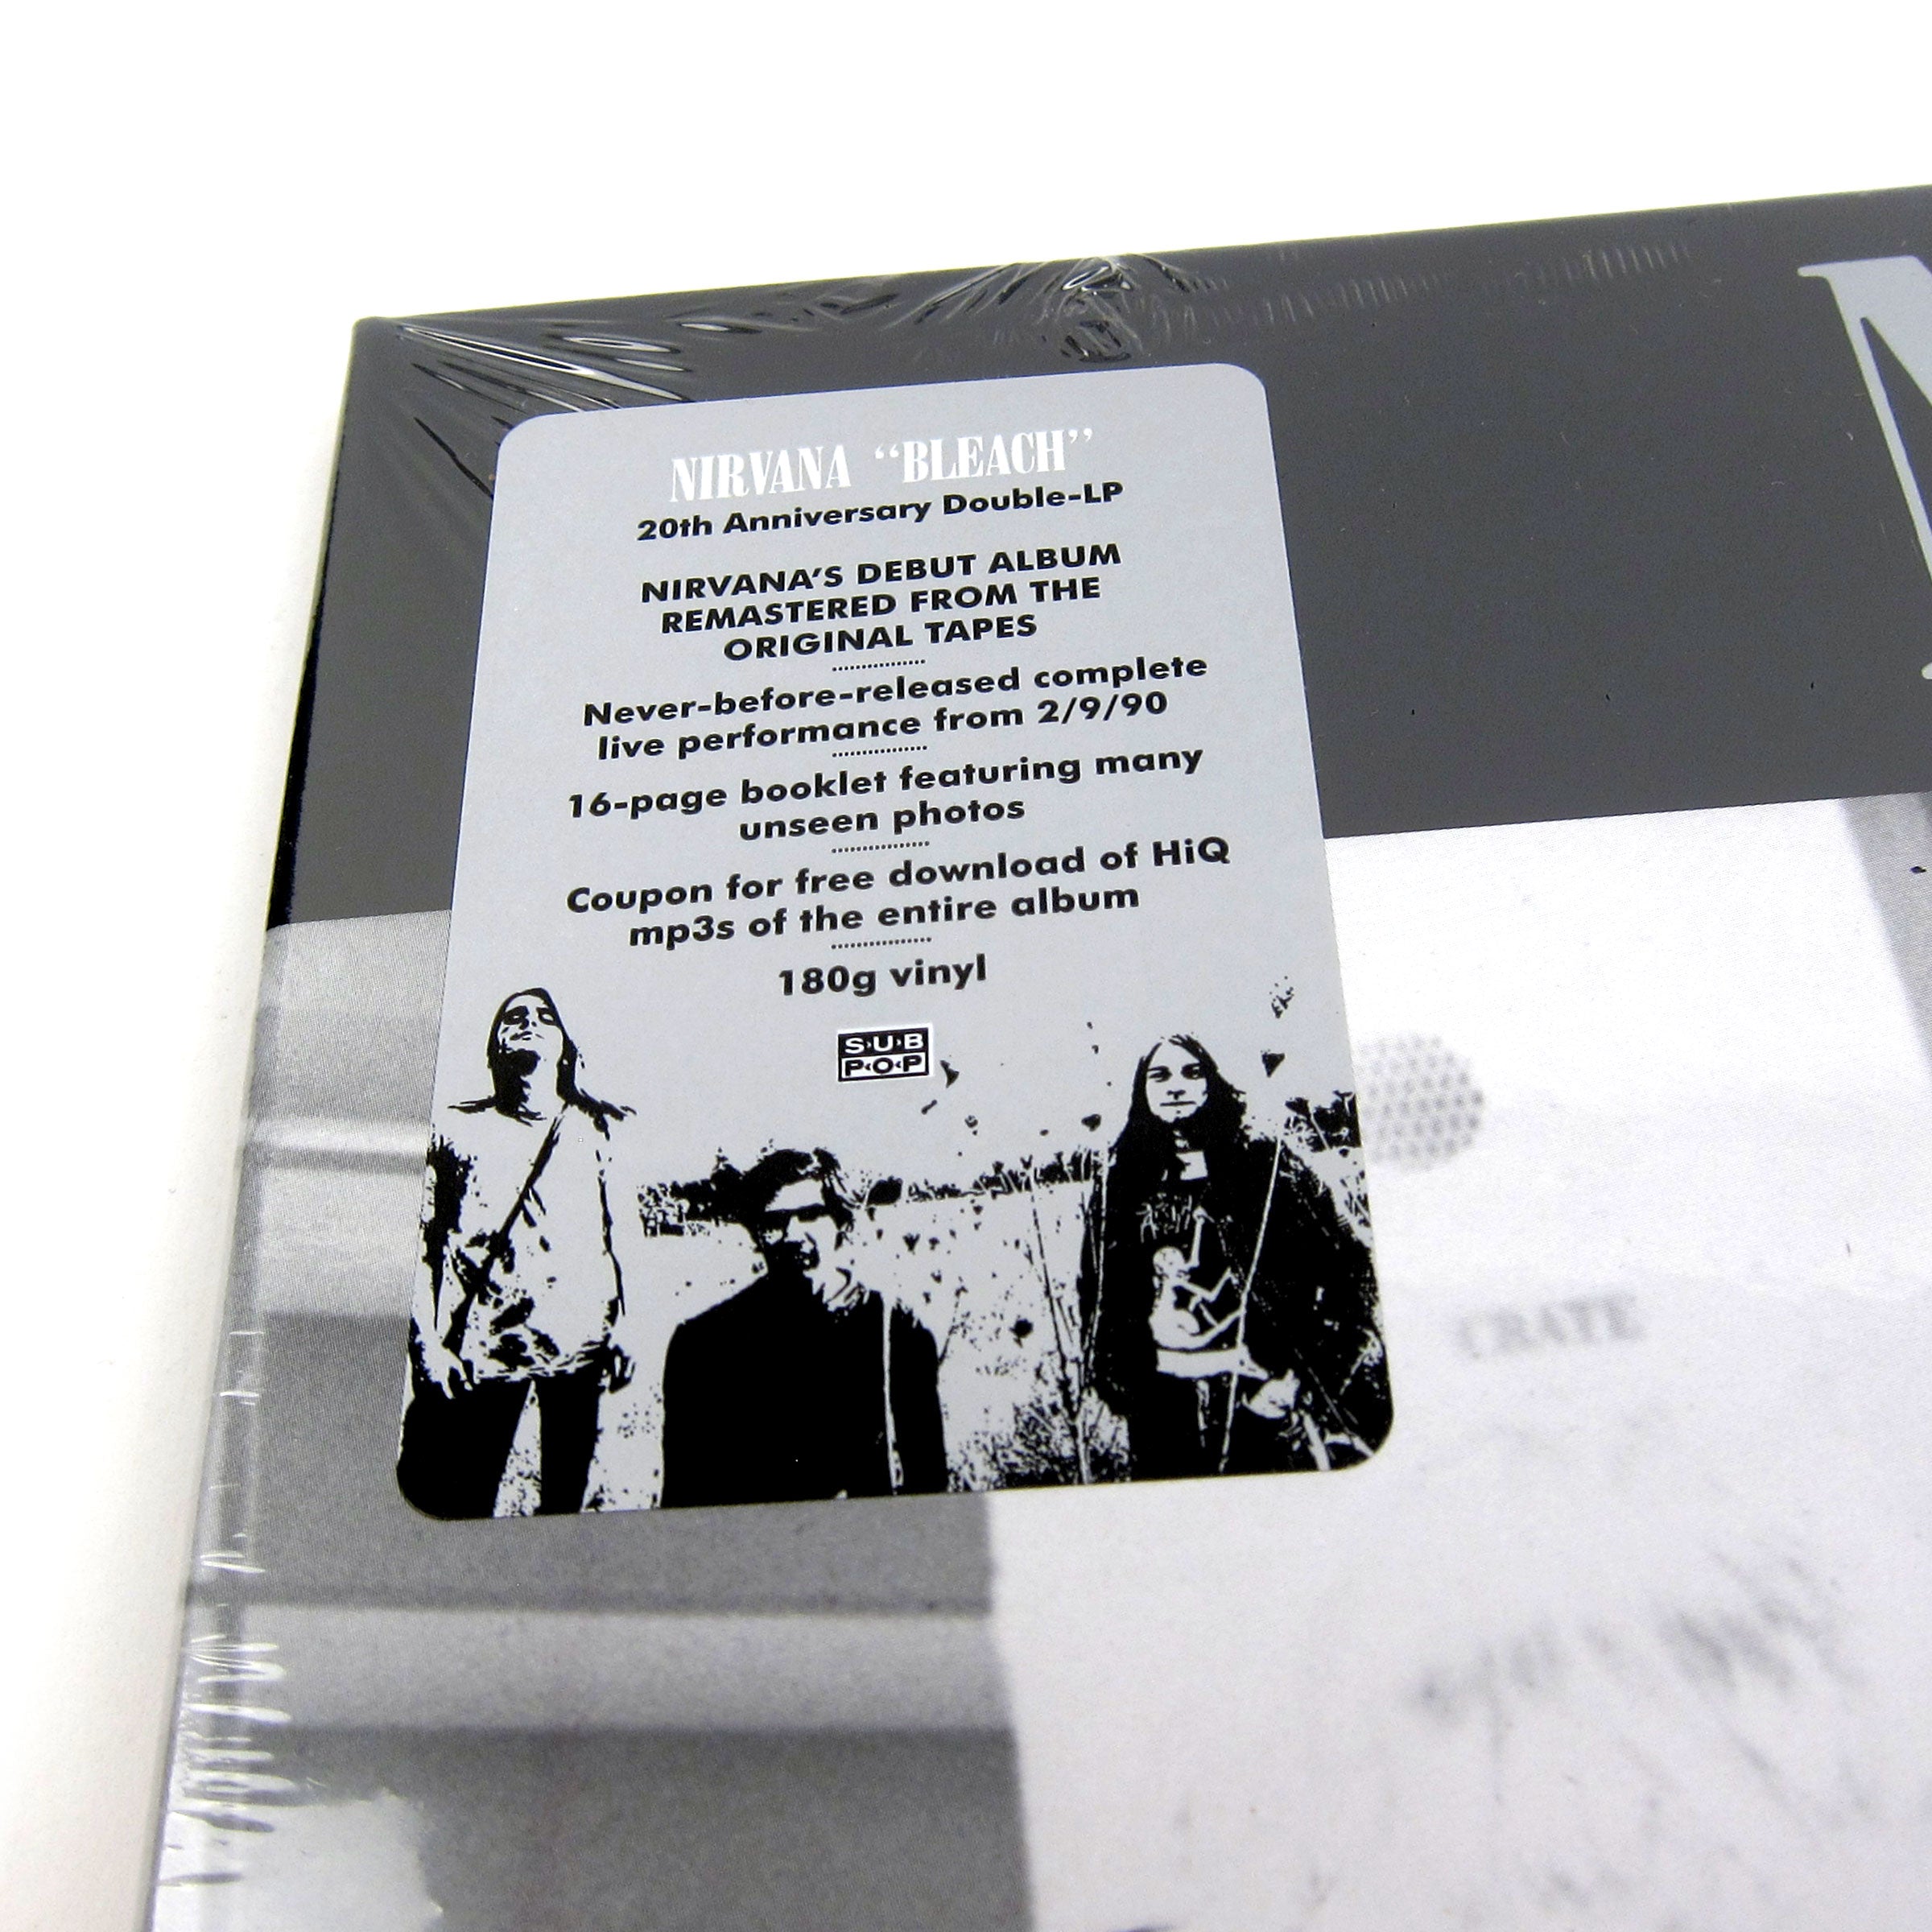 NIRVANA “BLEACH”
20th Anniversary Double-LP
NIRVANA’S DEBUT ALBUM
REMASTERED FROM THE
ORIGINAL TAPES
Never-before-released complete
live performance from 2/9/90
16-page booklet featuring many
unseen photos
Coupon for free download of HiQ
mp3s of the entire album
180g vinyl
S·U·B
P·O·P
CRATE
N